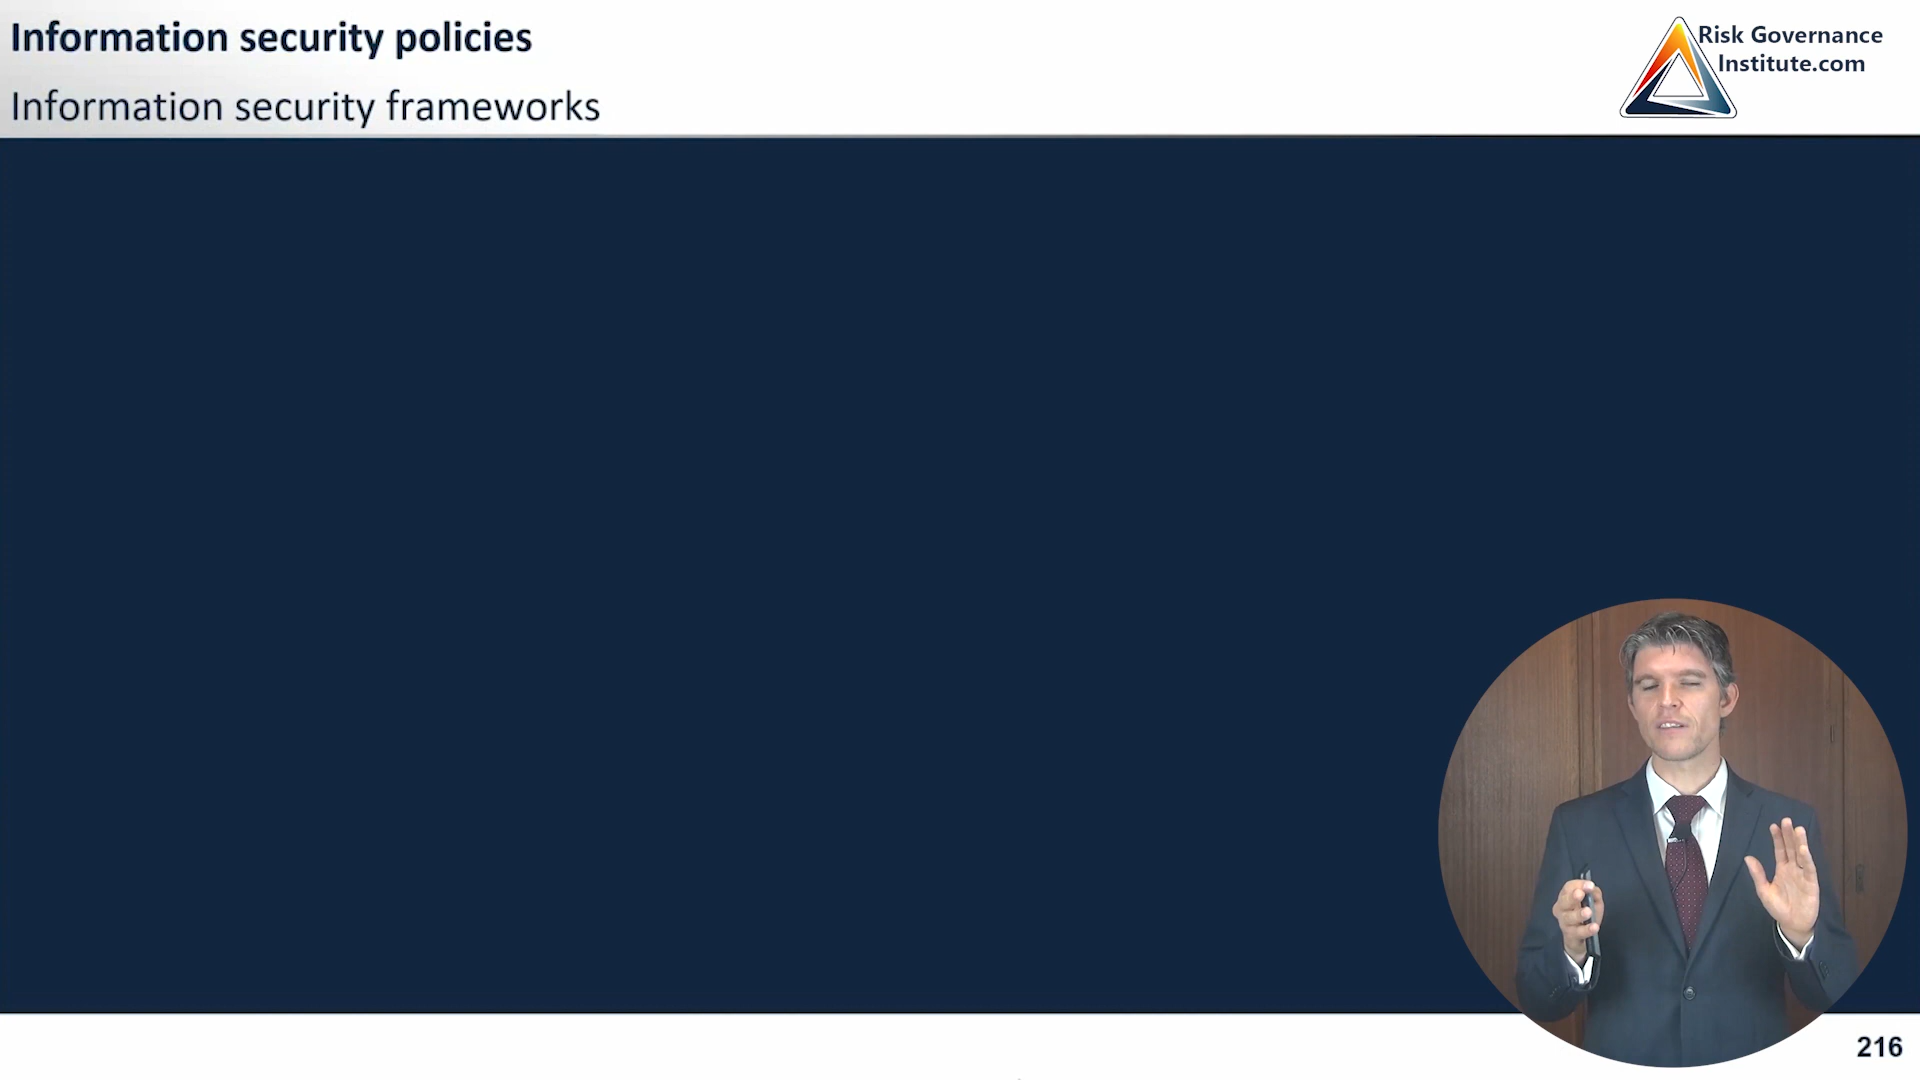 Information security policies
Information security frameworks
Risk Governance
Institute.com
216